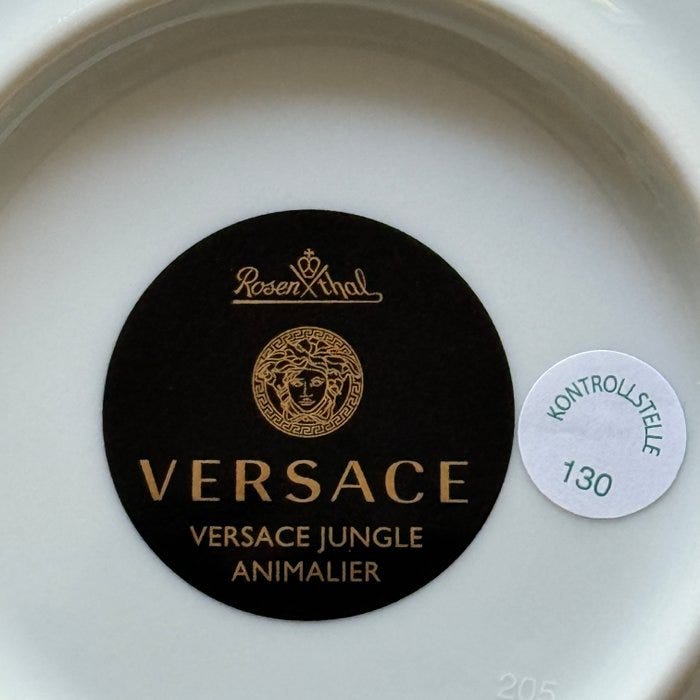 Rosenthal
VERSACE
VERSACE JUNGLE
ANIMALIER
KONTROLLSTELLE
130
205